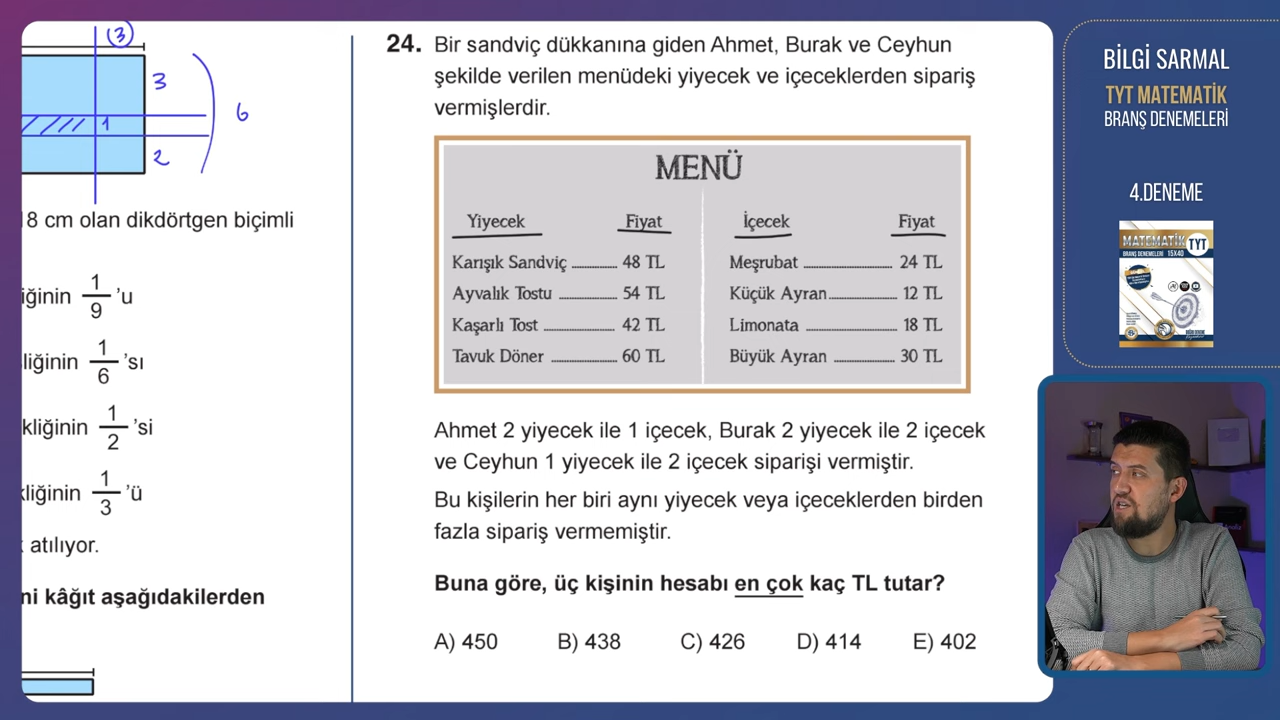 3
3
1
6
2
18 cm olan dikdörtgen biçimli
iğinin 1/9 'u
liğinin 1/6 'sı
kliğinin 1/2 'si
kliğinin 1/3 'ü
atılıyor.
ni kâğıt aşağıdakilerden
24. Bir sandviç dükkanına giden Ahmet, Burak ve Ceyhun
şekilde verilen menüdeki yiyecek ve içeceklerden sipariş
vermişlerdir.
MENÜ
Yiyecek Fiyat İçecek Fiyat
Karışık Sandviç 48 TL Meşrubat 24 TL
Ayvalık Tostu 54 TL Küçük Ayran 12 TL
Kaşarlı Tost 42 TL Limonata 18 TL
Tavuk Döner 60 TL Büyük Ayran 30 TL
Ahmet 2 yiyecek ile 1 içecek, Burak 2 yiyecek ile 2 içecek
ve Ceyhun 1 yiyecek ile 2 içecek siparişi vermiştir.
Bu kişilerin her biri aynı yiyecek veya içeceklerden birden
fazla sipariş vermemiştir.
Buna göre, üç kişinin hesabı en çok kaç TL tutar?
A) 450 B) 438 C) 426 D) 414 E) 402
BİLGİ SARMAL
TYT MATEMATİK
BRANŞ DENEMELERİ
4.DENEME
MATEMATİK TYT
BRANŞ DENEMELERİ 15X40